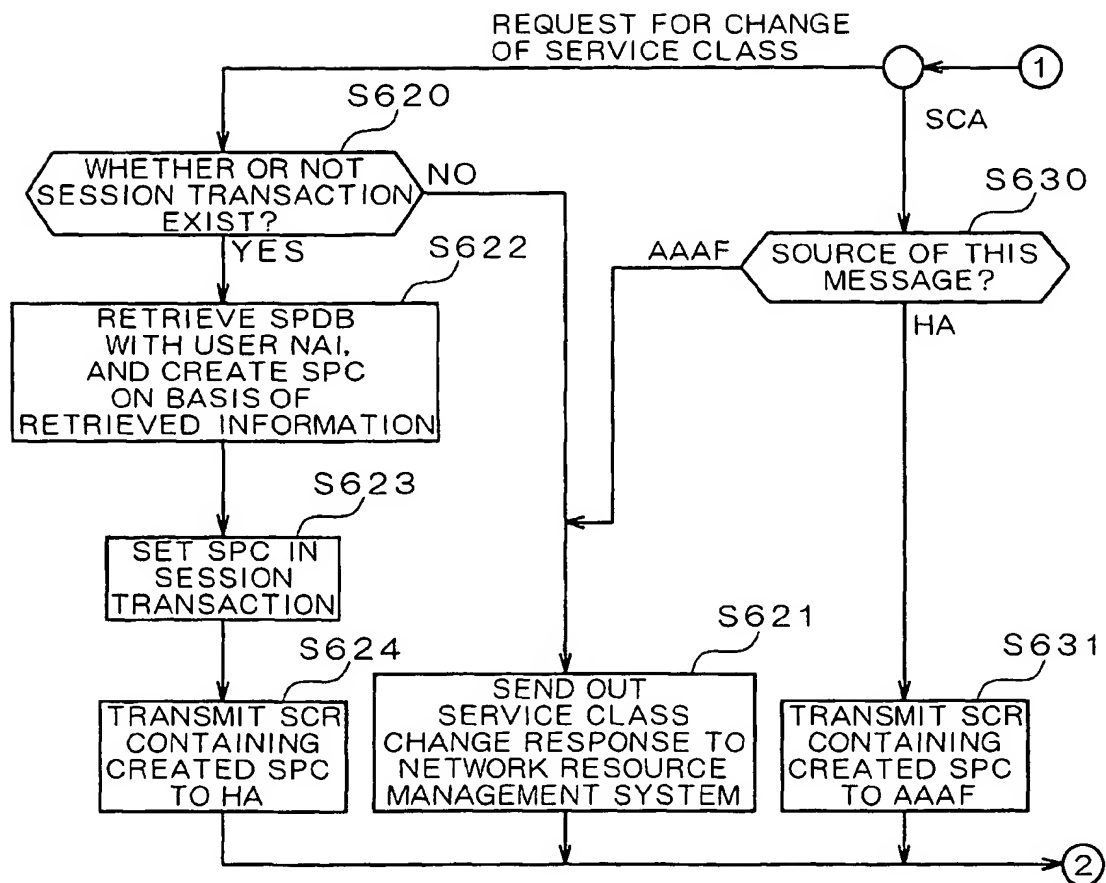 REQUEST FOR CHANGE
OF SERVICE CLASS
1
S620
SCA
WHETHER OR NOT
SESSION TRANSACTION
EXIST?
NO
YES
S630
SOURCE OF THIS
MESSAGE?
AAAF
HA
S622
RETRIEVE SPDB
WITH USER NAI,
AND CREATE SPC
ON BASIS OF
RETRIEVED INFORMATION
S623
SET SPC IN
SESSION
TRANSACTION
S624
TRANSMIT SCR
CONTAINING
CREATED SPC
TO HA
S621
SEND OUT
SERVICE CLASS
CHANGE RESPONSE TO
NETWORK RESOURCE
MANAGEMENT SYSTEM
S631
TRANSMIT SCR
CONTAINING
CREATED SPC
TO AAAF
2